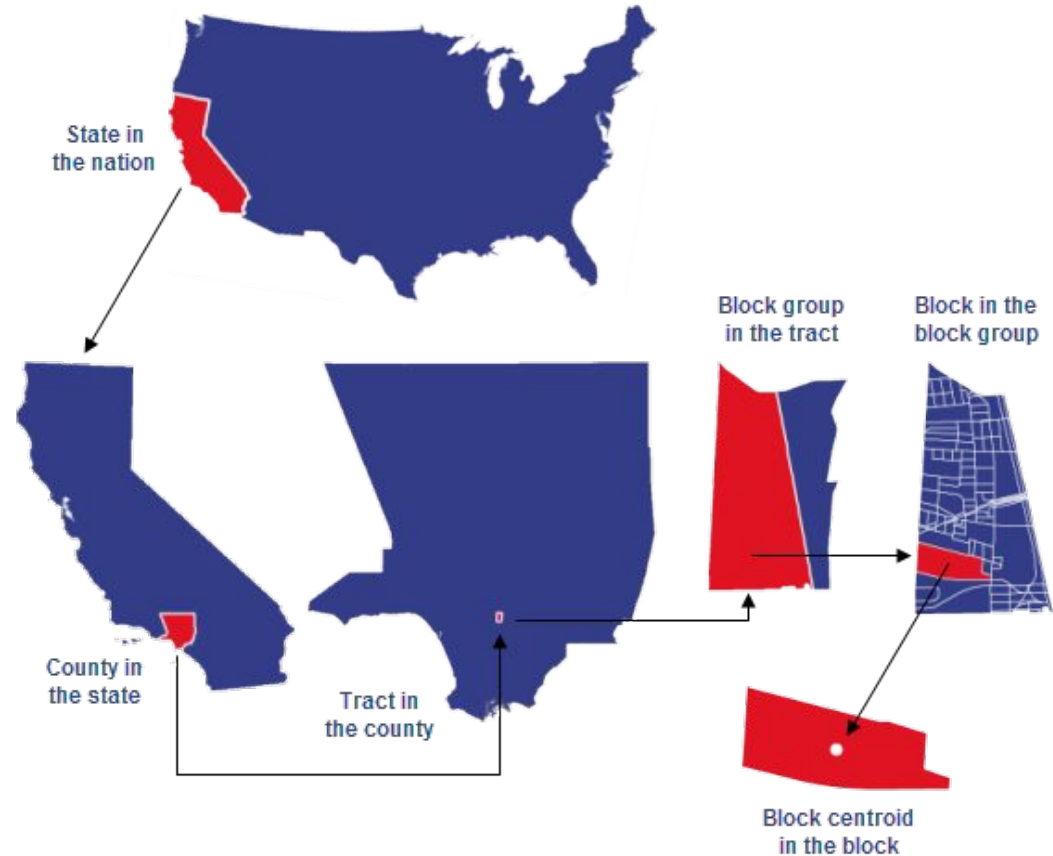 State in
the nation
Block group
in the tract
Block in the
block group
County in
the state
Tract in
the county
Block centroid
in the block